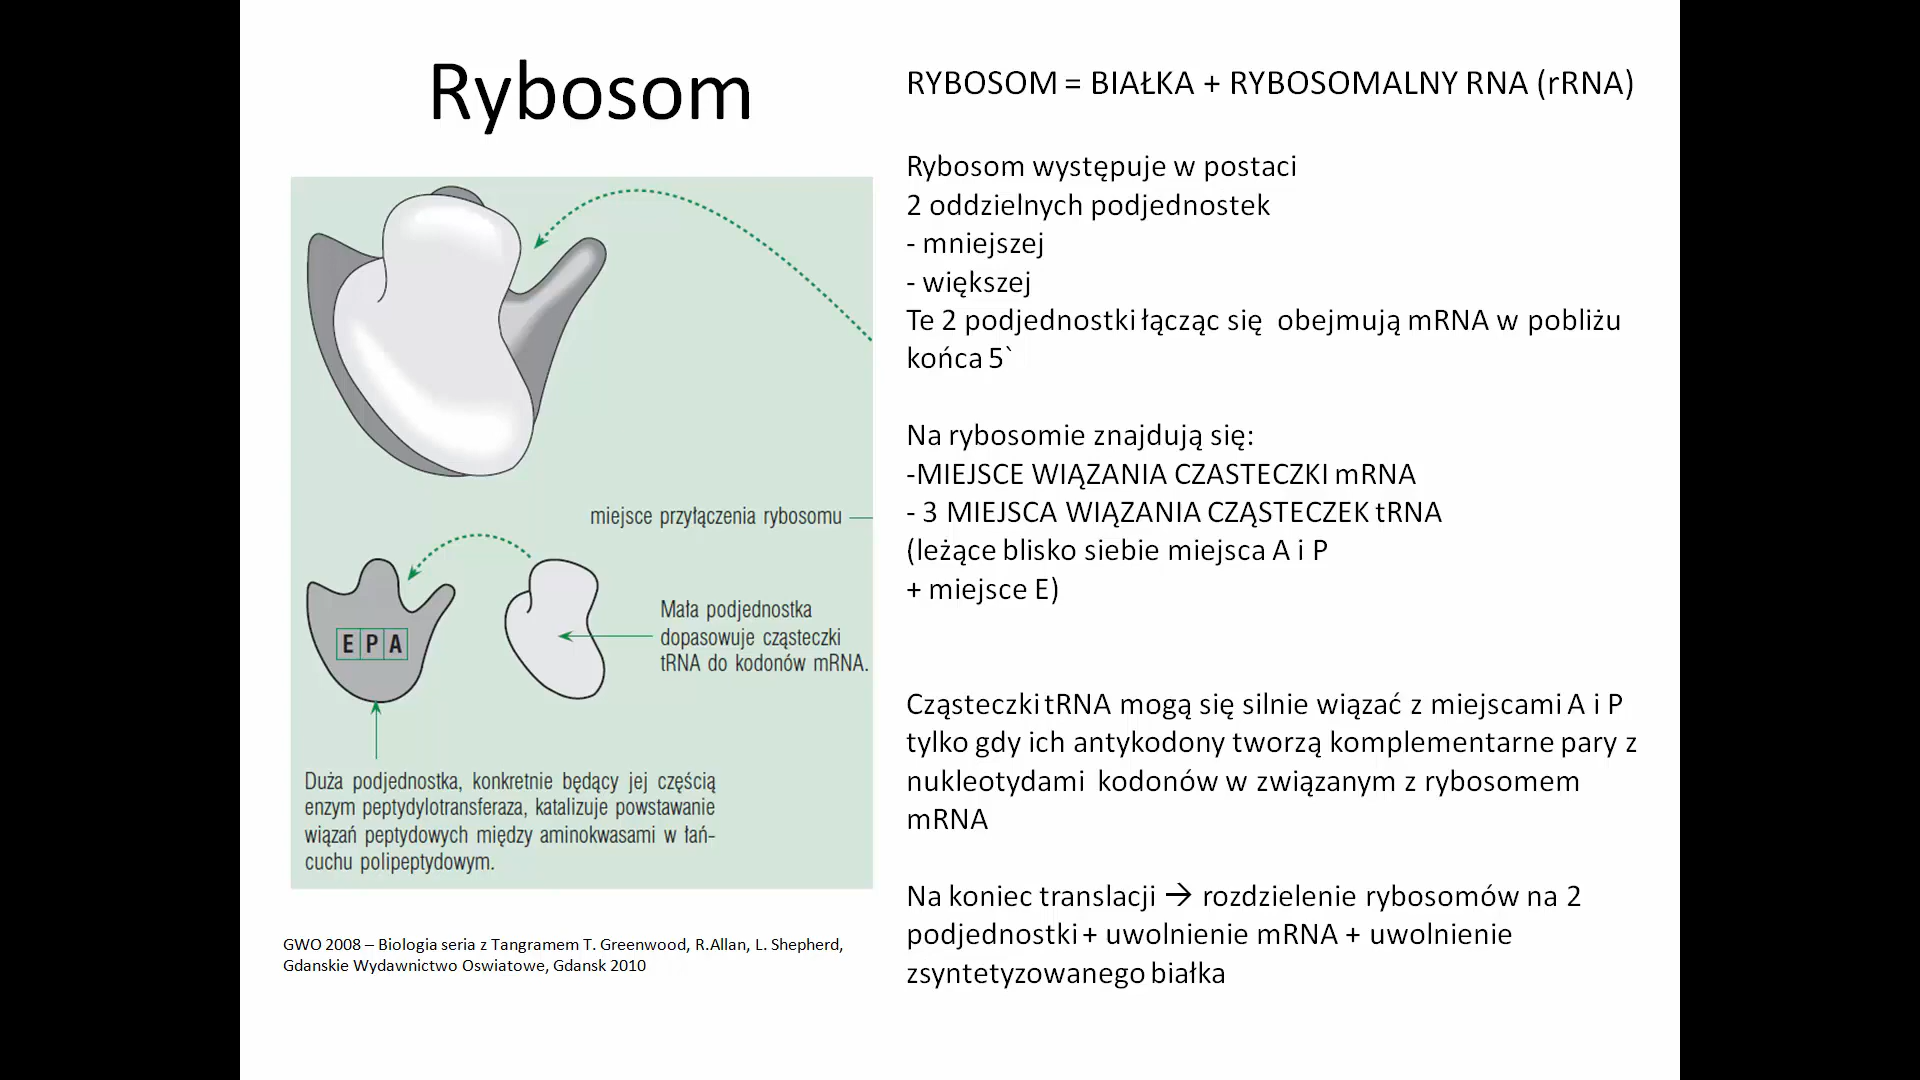 Rybosom
miejsce przyłączenia rybosomu
E P A
Mała podjednostka
dopasowuje cząsteczki
tRNA do kodonów mRNA.
Duża podjednostka, konkretnie będący jej częścią
enzym peptydylotransferaza, katalizuje powstawanie
wiązań peptydowych między aminokwasami w łań-
cuchu polipeptydowym.
GWO 2008 – Biologia seria z Tangramem T. Greenwood, R.Allan, L. Shepherd,
Gdanskie Wydawnictwo Oswiatowe, Gdansk 2010
RYBOSOM = BIAŁKA + RYBOSOMALNY RNA (rRNA)
Rybosom występuje w postaci
2 oddzielnych podjednostek
- mniejszej
- większej
Te 2 podjednostki łącząc się obejmują mRNA w pobliżu
końca 5`
Na rybosomie znajdują się:
-MIEJSCE WIĄZANIA CZASTECZKI mRNA
- 3 MIEJSCA WIĄZANIA CZĄSTECZEK tRNA
(leżące blisko siebie miejsca A i P
+ miejsce E)
Cząsteczki tRNA mogą się silnie wiązać z miejscami A i P
tylko gdy ich antykodony tworzą komplementarne pary z
nukleotydami kodonów w związanym z rybosomem
mRNA
Na koniec translacji → rozdzielenie rybosomów na 2
podjednostki + uwolnienie mRNA + uwolnienie
zsyntetyzowanego białka